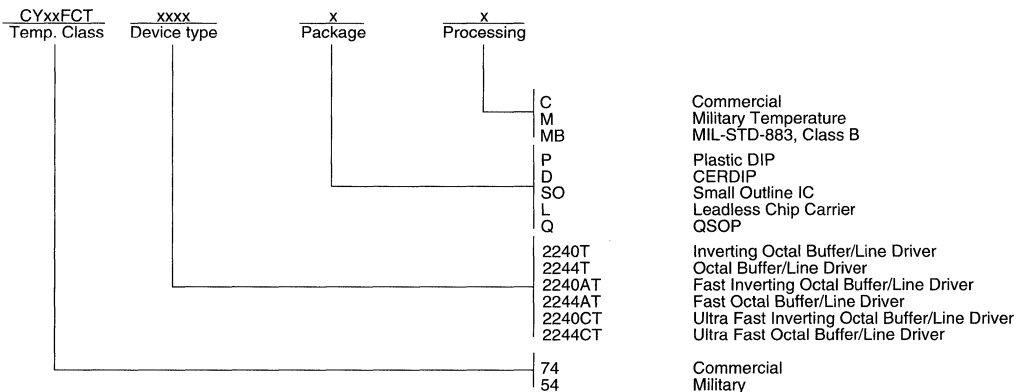 CYxxFCT xxxx x x
Temp. Class Device type Package Processing
C Commercial
M Military Temperature
MB MIL-STD-883, Class B
P Plastic DIP
D CERDIP
SO Small Outline IC
L Leadless Chip Carrier
Q QSOP
2240T Inverting Octal Buffer/Line Driver
2244T Octal Buffer/Line Driver
2240AT Fast Inverting Octal Buffer/Line Driver
2244AT Fast Octal Buffer/Line Driver
2240CT Ultra Fast Inverting Octal Buffer/Line Driver
2244CT Ultra Fast Octal Buffer/Line Driver
74 Commercial
54 Military